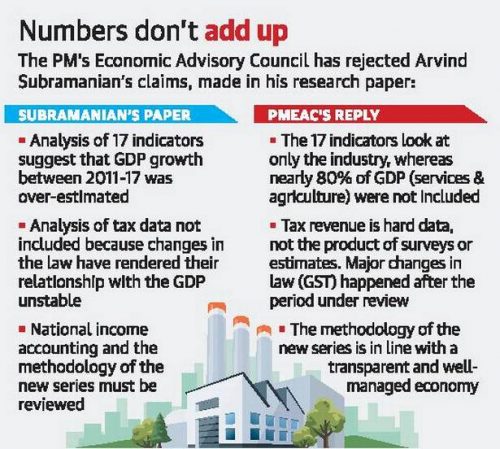 Numbers don't add up
The PM's Economic Advisory Council has rejected Arvind
Subramanian's claims, made in his research paper:
SUBRAMANIAN'S PAPER
Analysis of 17 indicators
suggest that GDP growth
between 2011-17 was
over-estimated
Analysis of tax data not
included because changes in
the law have rendered their
relationship with the GDP
unstable
National income
accounting and the
methodology of the
new series must be
reviewed
PMEAC'S REPLY
The 17 indicators look at
only the industry, whereas
nearly 80% of GDP (services &
agriculture) were not included
Tax revenue is hard data,
not the product of surveys or
estimates. Major changes in
law (GST) happened after the
period under review
The methodology of the
new series is in line with a
transparent and well-
managed economy